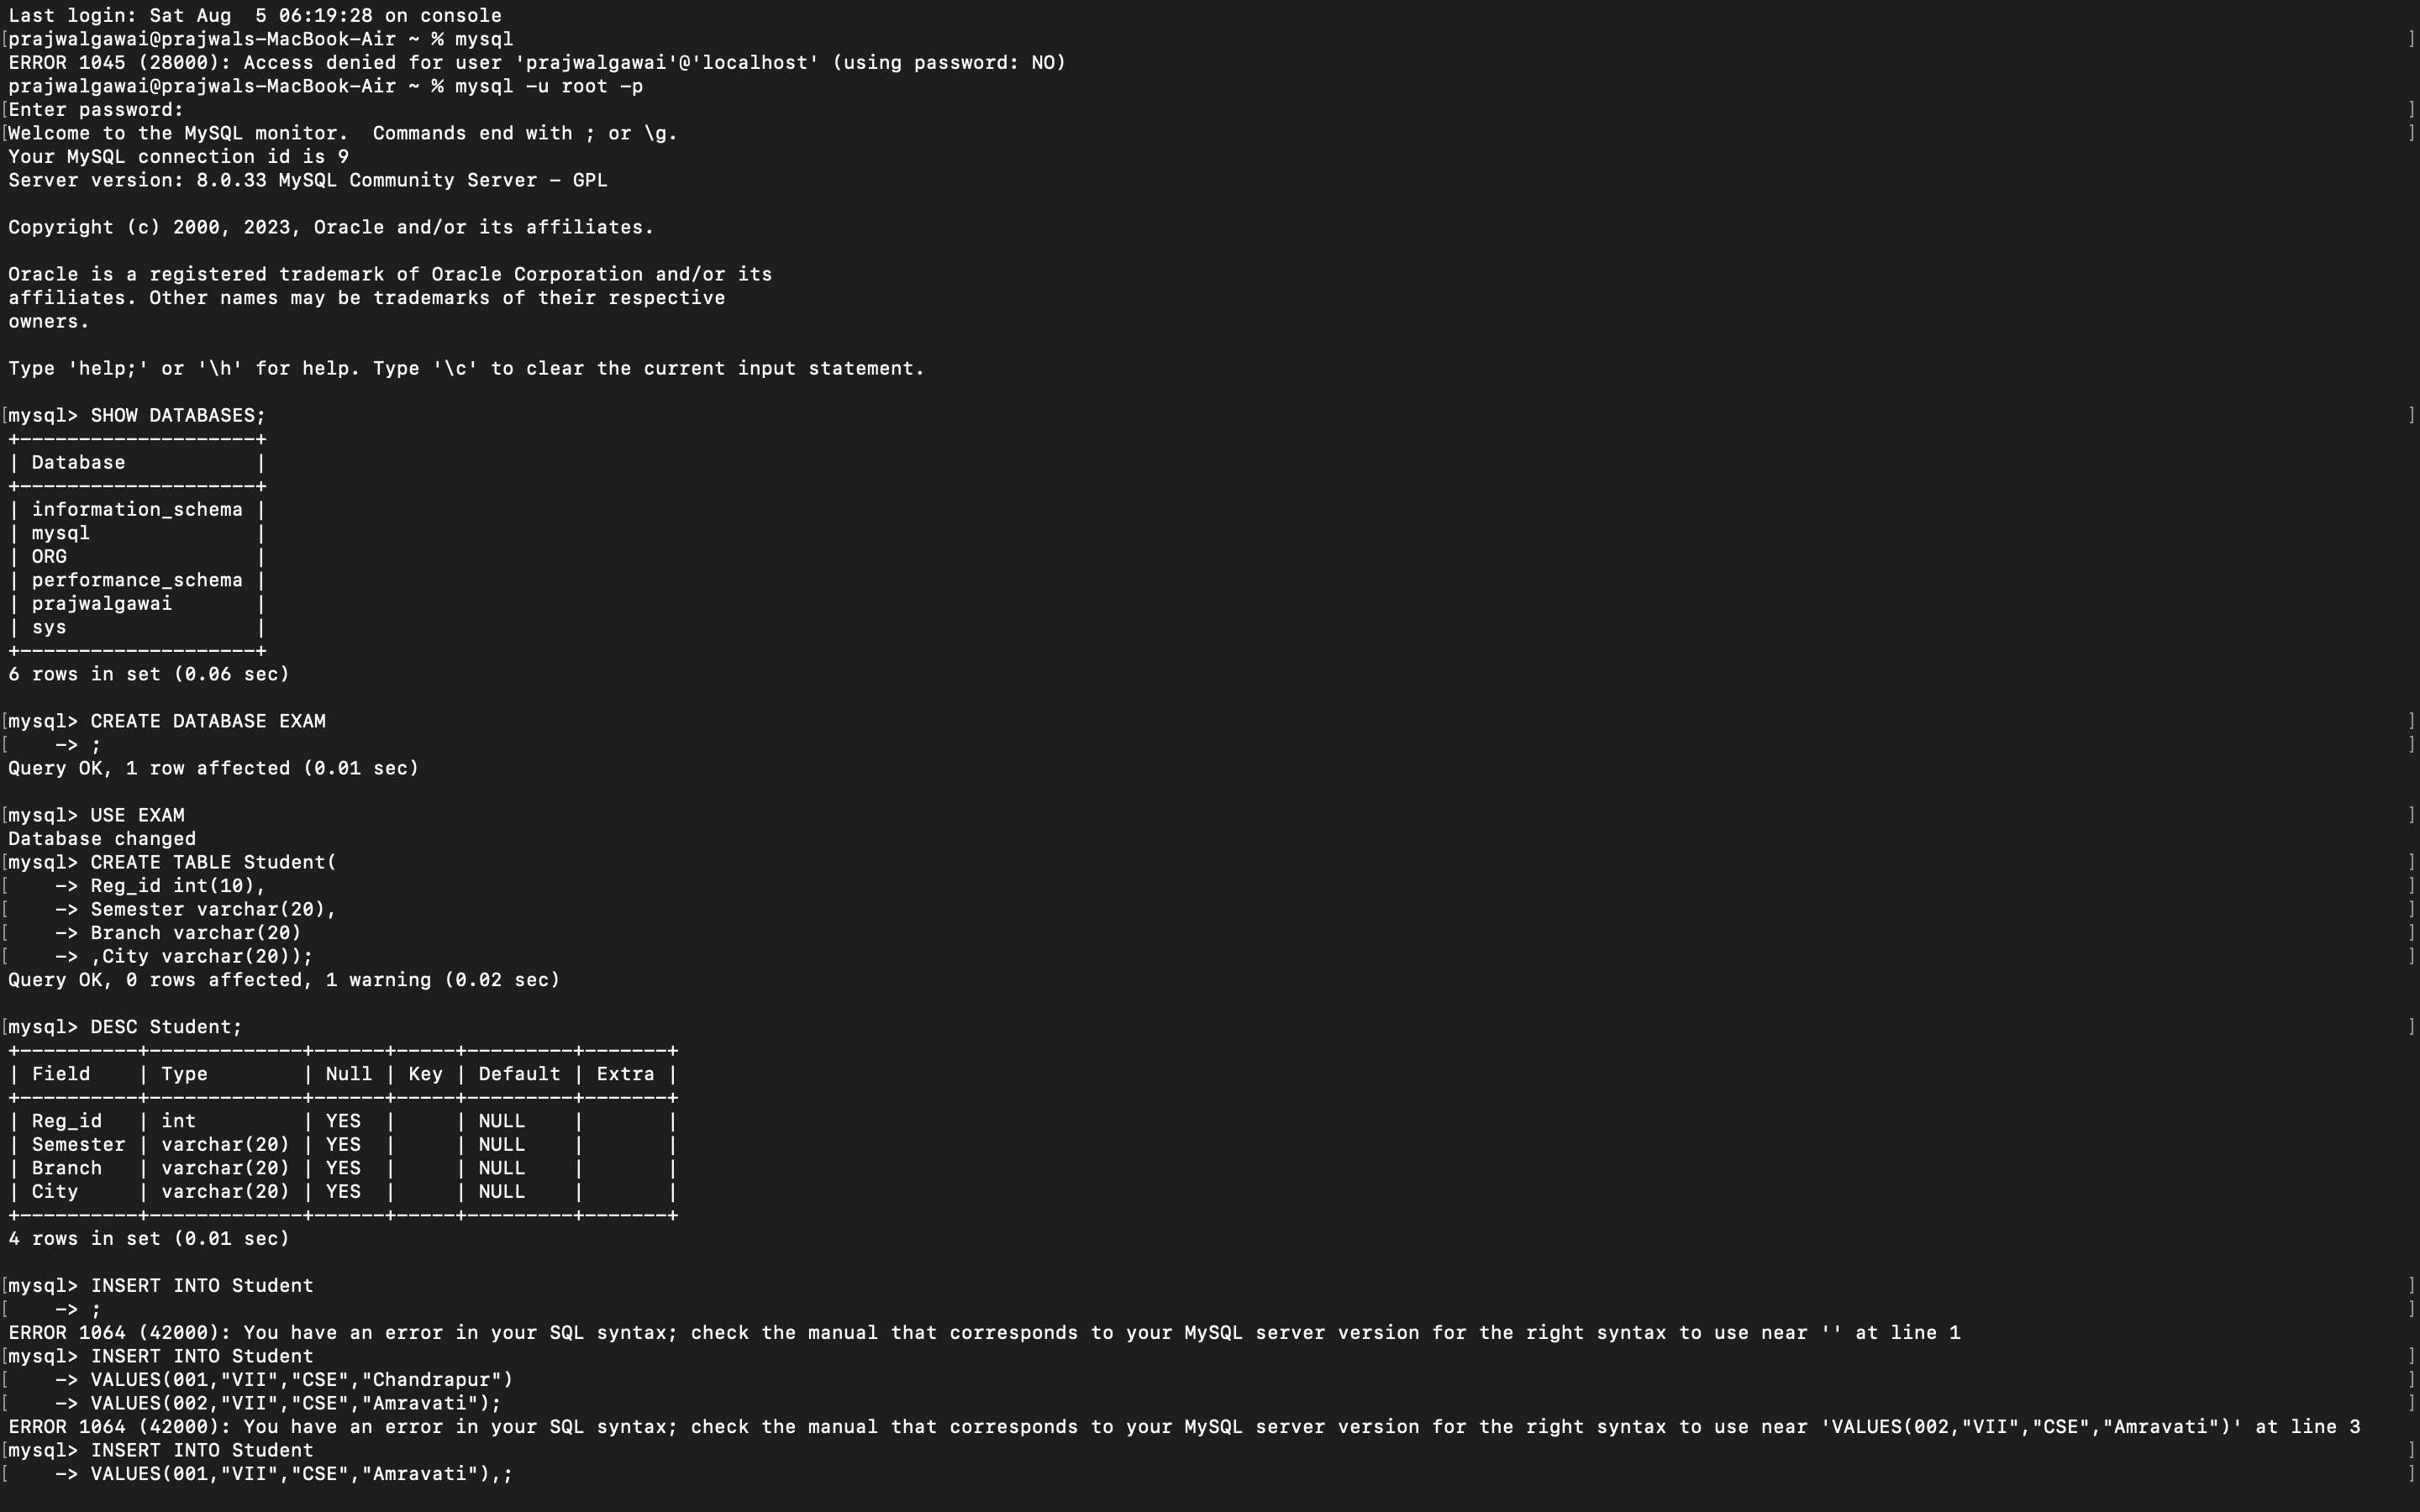 Last login: Sat Aug  5 06:19:28 on console
[prajwalgawai@prajwals-MacBook-Air ~ % mysql ]
ERROR 1045 (28000): Access denied for user 'prajwalgawai'@'localhost' (using password: NO)
prajwalgawai@prajwals-MacBook-Air ~ % mysql -u root -p
[Enter password: ]
[Welcome to the MySQL monitor.  Commands end with ; or \g. ]
Your MySQL connection id is 9
Server version: 8.0.33 MySQL Community Server - GPL

Copyright (c) 2000, 2023, Oracle and/or its affiliates.

Oracle is a registered trademark of Oracle Corporation and/or its
affiliates. Other names may be trademarks of their respective
owners.

Type 'help;' or '\h' for help. Type '\c' to clear the current input statement.

[mysql> SHOW DATABASES; ]
+--------------------+
| Database           |
+--------------------+
| information_schema |
| mysql              |
| ORG                |
| performance_schema |
| prajwalgawai       |
| sys                |
+--------------------+
6 rows in set (0.06 sec)

[mysql> CREATE DATABASE EXAM ]
[    -> ; ]
Query OK, 1 row affected (0.01 sec)

[mysql> USE EXAM ]
Database changed
[mysql> CREATE TABLE Student( ]
[    -> Reg_id int(10), ]
[    -> Semester varchar(20), ]
[    -> Branch varchar(20) ]
[    -> ,City varchar(20)); ]
Query OK, 0 rows affected, 1 warning (0.02 sec)

[mysql> DESC Student; ]
+----------+-------------+------+-----+---------+-------+
| Field    | Type        | Null | Key | Default | Extra |
+----------+-------------+------+-----+---------+-------+
| Reg_id   | int         | YES  |     | NULL    |       |
| Semester | varchar(20) | YES  |     | NULL    |       |
| Branch   | varchar(20) | YES  |     | NULL    |       |
| City     | varchar(20) | YES  |     | NULL    |       |
+----------+-------------+------+-----+---------+-------+
4 rows in set (0.01 sec)

[mysql> INSERT INTO Student ]
[    -> ; ]
ERROR 1064 (42000): You have an error in your SQL syntax; check the manual that corresponds to your MySQL server version for the right syntax to use near '' at line 1
[mysql> INSERT INTO Student ]
[    -> VALUES(001,"VII","CSE","Chandrapur") ]
[    -> VALUES(002,"VII","CSE","Amravati"); ]
ERROR 1064 (42000): You have an error in your SQL syntax; check the manual that corresponds to your MySQL server version for the right syntax to use near 'VALUES(002,"VII","CSE","Amravati")' at line 3
[mysql> INSERT INTO Student ]
[    -> VALUES(001,"VII","CSE","Amravati"),; ]